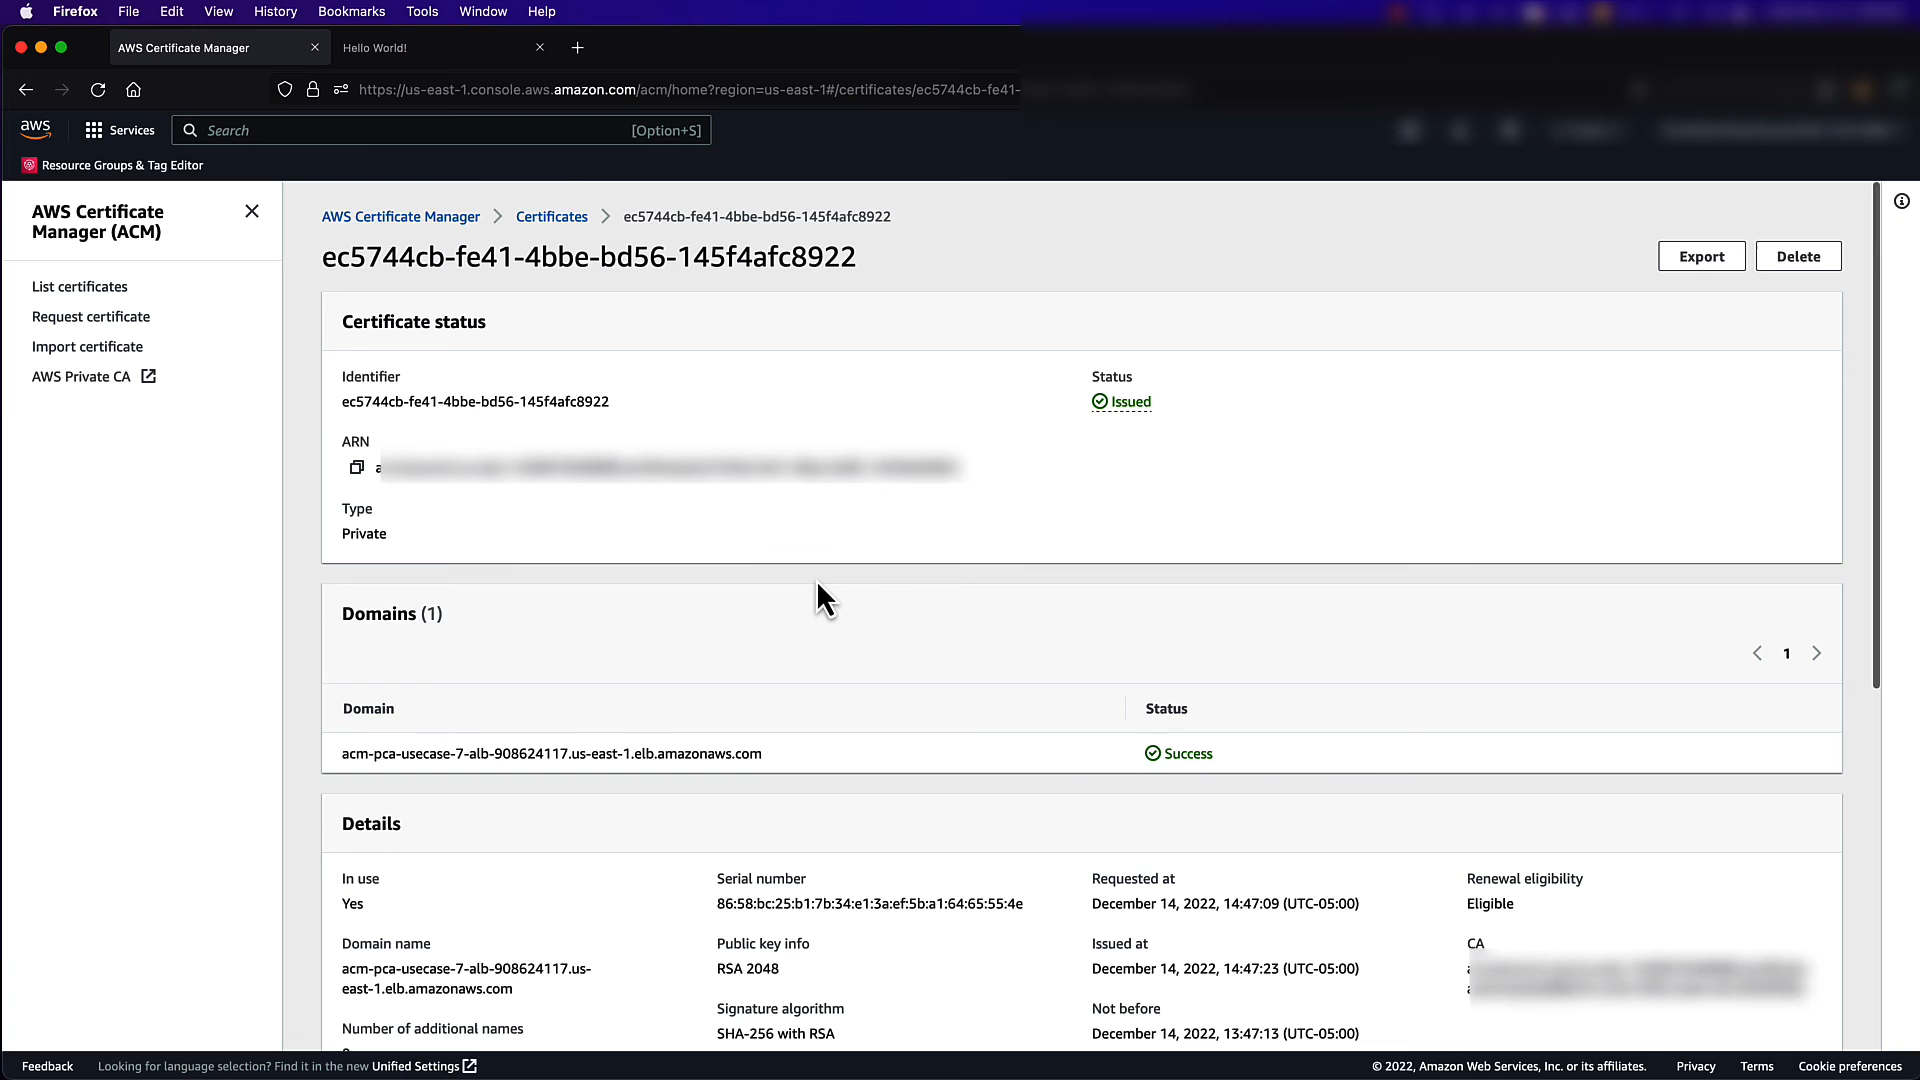 Firefox File Edit View History Bookmarks Tools Window Help
AWS Certificate Manager Hello World!
https://us-east-1.console.aws.amazon.com/acm/home?region=us-east-1#/certificates/ec5744cb-fe41-
aws Services Search [Option+S]
Resource Groups & Tag Editor
AWS Certificate
Manager (ACM)
List certificates
Request certificate
Import certificate
AWS Private CA
AWS Certificate Manager Certificates ec5744cb-fe41-4bbe-bd56-145f4afc8922
ec5744cb-fe41-4bbe-bd56-145f4afc8922
Export Delete
Certificate status
Identifier
ec5744cb-fe41-4bbe-bd56-145f4afc8922
Status
Issued
ARN
Type
Private
Domains (1)
1
Domain Status
acm-pca-usecase-7-alb-908624117.us-east-1.elb.amazonaws.com Success
Details
In use
Yes
Domain name
acm-pca-usecase-7-alb-908624117.us-
east-1.elb.amazonaws.com
Number of additional names
Serial number
86:58:bc:25:b1:7b:34:e1:3a:ef:5b:a1:64:65:55:4e
Public key info
RSA 2048
Signature algorithm
SHA-256 with RSA
Requested at
December 14, 2022, 14:47:09 (UTC-05:00)
Issued at
December 14, 2022, 14:47:23 (UTC-05:00)
Not before
December 14, 2022, 13:47:13 (UTC-05:00)
Renewal eligibility
Eligible
CA
Feedback Looking for language selection? Find it in the new Unified Settings © 2022, Amazon Web Services, Inc. or its affiliates. Privacy Terms Cookie preferences